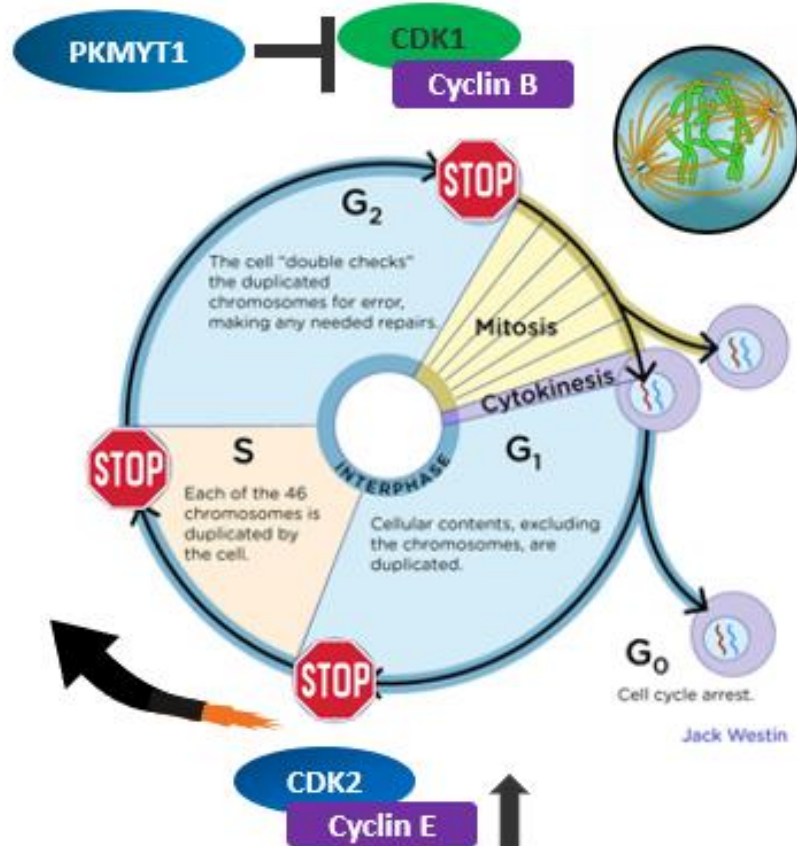 PKMYT1
CDK1
Cyclin B
STOP
G₂
The cell "double checks"
the duplicated
chromosomes for error,
making any needed repairs.
Mitosis
Cytokinesis
INTERPHASE
STOP
S
Each of the 46
chromosomes is
duplicated by
the cell.
G₁
Cellular contents, excluding
the chromosomes, are
duplicated.
STOP
G₀
Cell cycle arrest.
Jack Westin
CDK2
Cyclin E